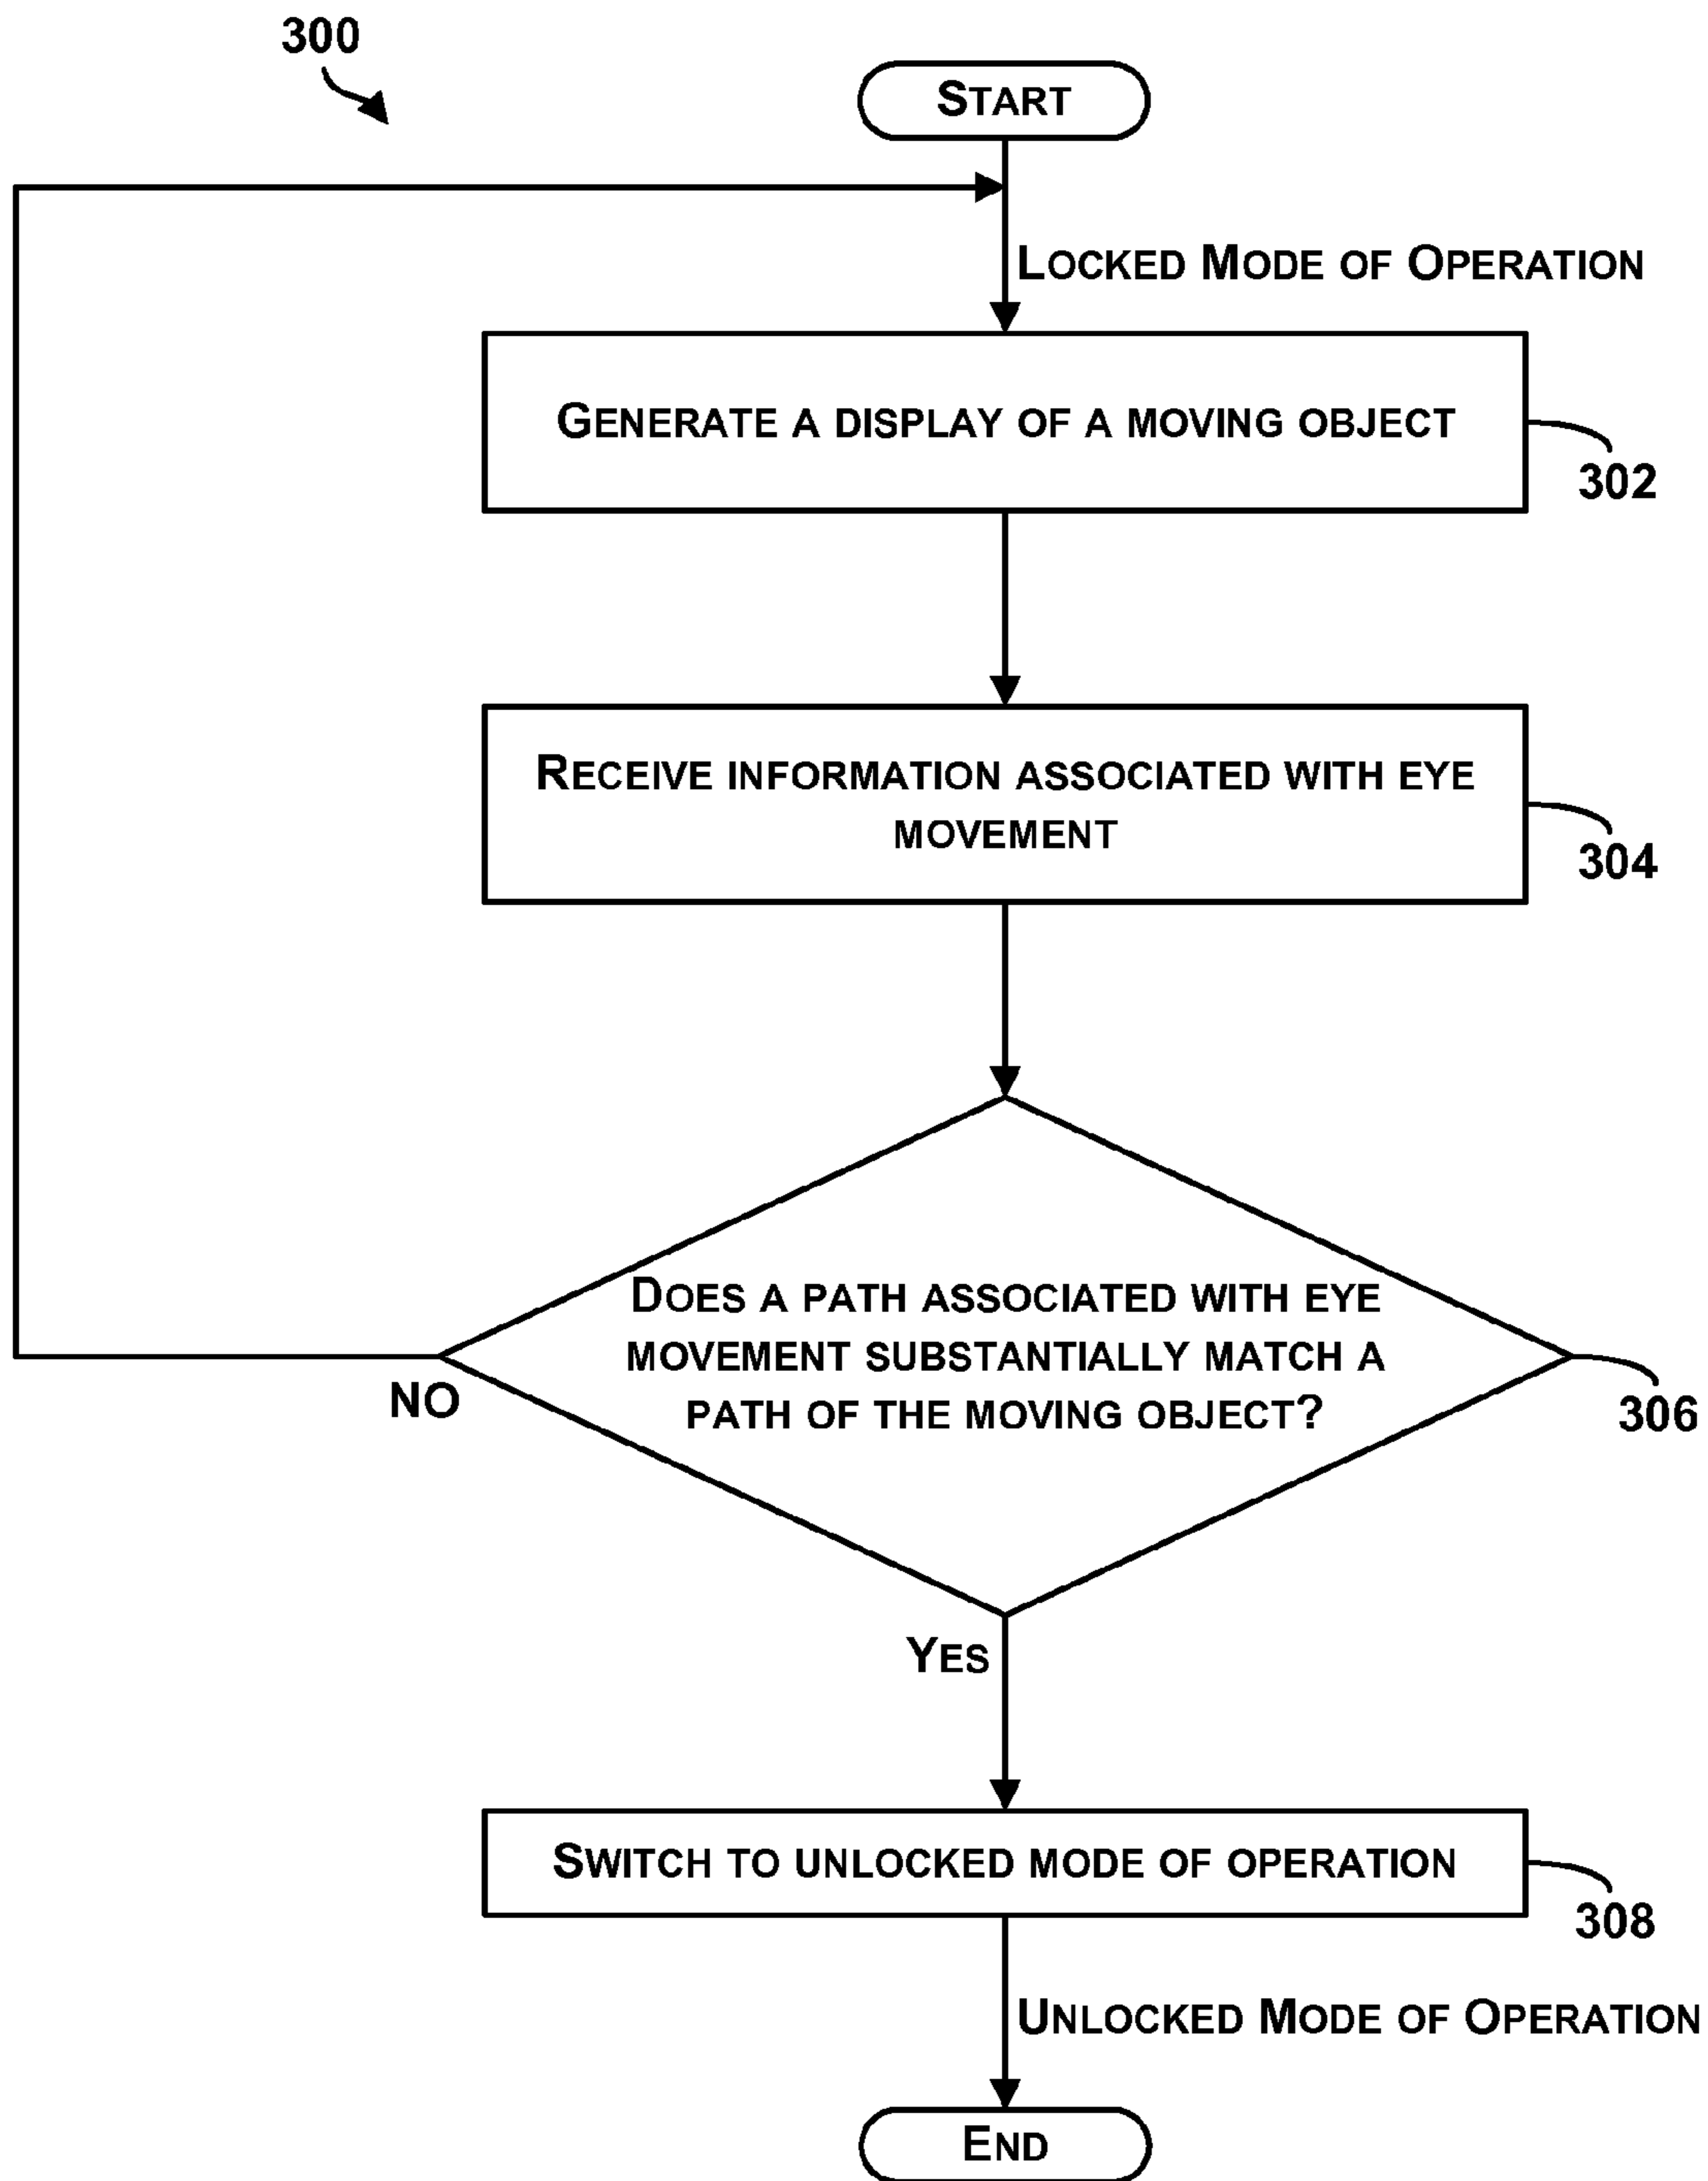 300
START
LOCKED MODE OF OPERATION
GENERATE A DISPLAY OF A MOVING OBJECT
302
RECEIVE INFORMATION ASSOCIATED WITH EYE
MOVEMENT
304
DOES A PATH ASSOCIATED WITH EYE
MOVEMENT SUBSTANTIALLY MATCH A
PATH OF THE MOVING OBJECT?
NO
306
YES
SWITCH TO UNLOCKED MODE OF OPERATION
308
UNLOCKED MODE OF OPERATION
END